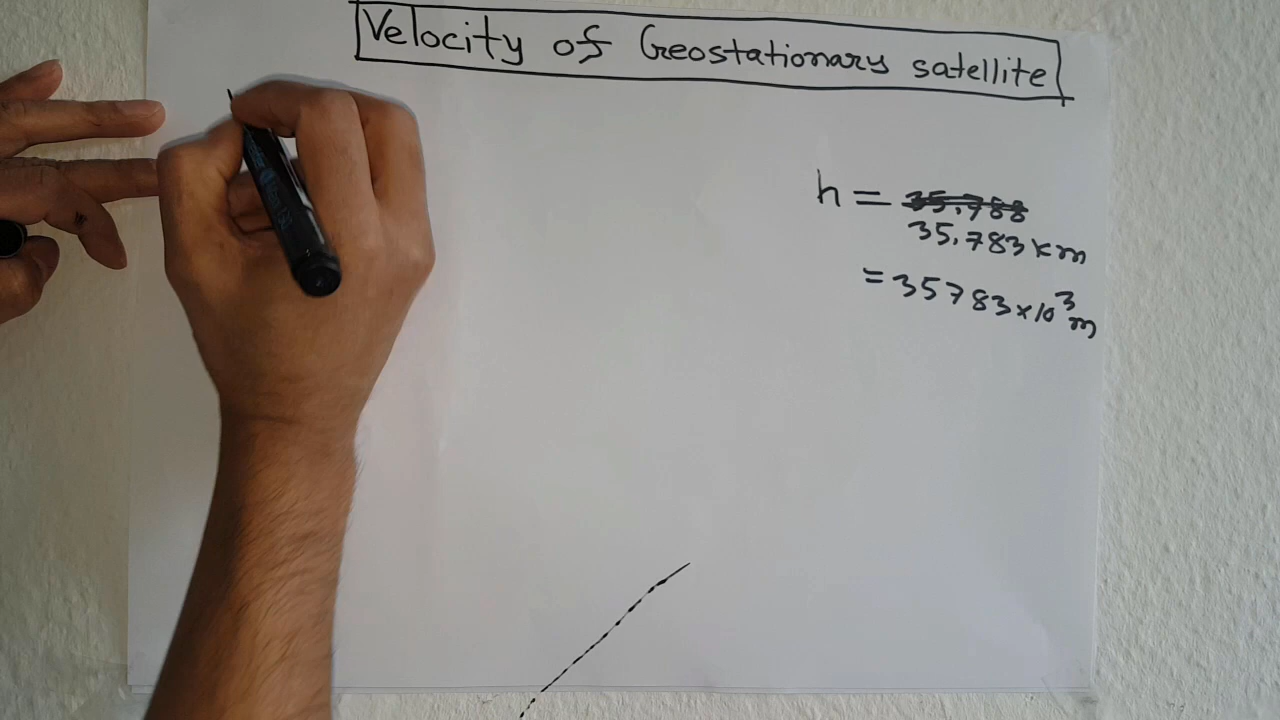 Velocity of Geostationary satellite
h = 35,788
35,783 km
= 35783 × 10³ m